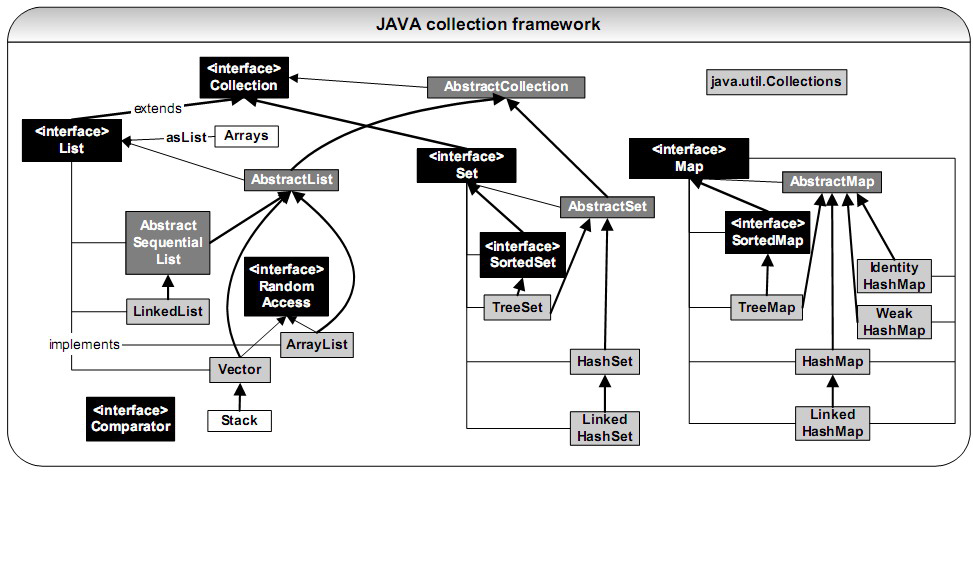 JAVA collection framework
<interface>
Collection
AbstractCollection
java.util.Collections
extends
<interface>
List
asList
Arrays
<interface>
Set
<interface>
Map
AbstractList
AbstractMap
AbstractSet
Abstract
Sequential
List
<interface>
SortedSet
<interface>
SortedMap
<interface>
Random
Access
Identity
HashMap
LinkedList
TreeSet
TreeMap
Weak
HashMap
implements
ArrayList
Vector
HashSet
HashMap
<interface>
Comparator
Stack
Linked
HashSet
Linked
HashMap